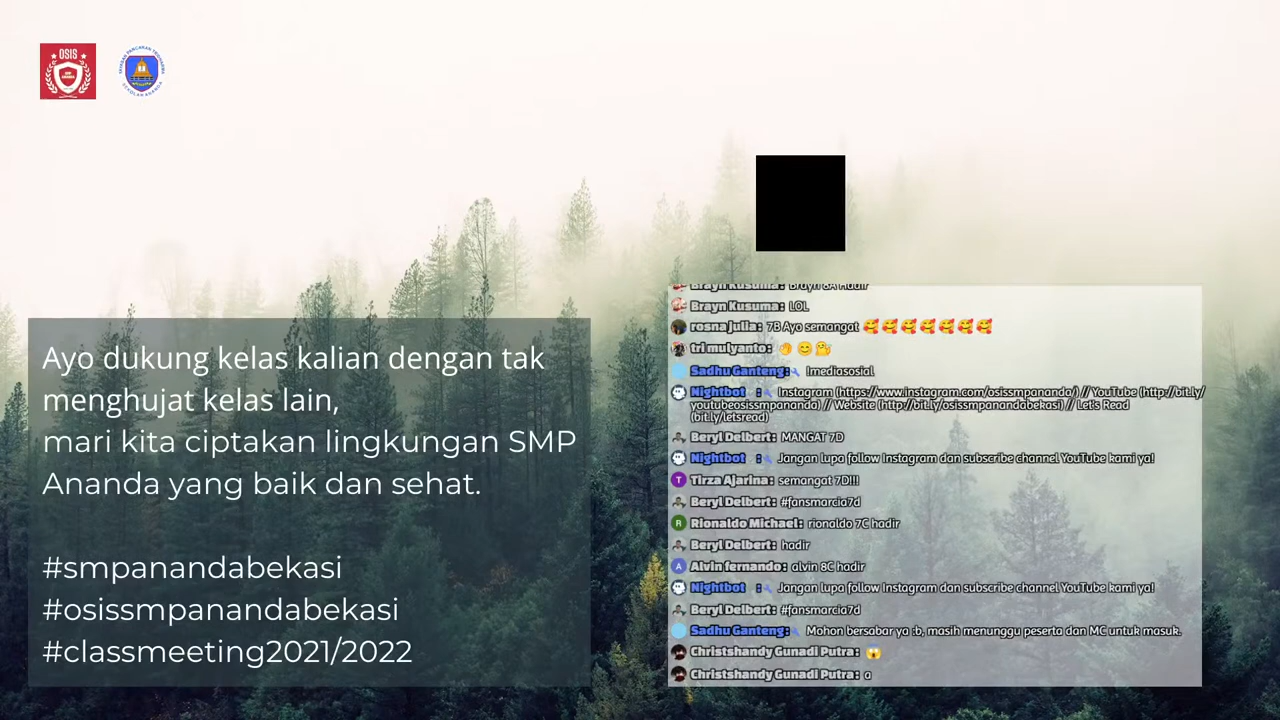 OSIS
Ayo dukung kelas kalian dengan tak
menghujat kelas lain,
mari kita ciptakan lingkungan SMP
Ananda yang baik dan sehat.
#smpanandabekasi
#osissmpanandabekasi
#classmeeting2021/2022
Brayn Kusuma: Brayn 8A Hadir
Brayn Kusuma: LOL
rosna julia: 7B Ayo semangat 🥰🥰🥰🥰🥰🥰🥰
tri mulyanto: 👋😊🤗
Sadhu Ganteng: !mediasosial
Nightbot : Instagram (https://www.instagram.com/osissmpananda/) // YouTube (http://bit.ly/
youtubeosissmpananda) // Website (http://bit.ly/osissmpanandabekasi) // Let's Read
(bit.ly/letsread)
Beryl Delbert: MANGAT 7D
Nightbot : Jangan lupa follow Instagram dan subscribe channel YouTube kami ya!
T Tirza Ajarina: semangat 7D!!!
Beryl Delbert: #fansmarcia7d
R Rionaldo Michael: rionaldo 7C hadir
Beryl Delbert: hadir
A Alvin fernando: alvin 8C hadir
Nightbot : Jangan lupa follow Instagram dan subscribe channel YouTube kami ya!
Beryl Delbert: #fansmarcia7d
Sadhu Ganteng: Mohon bersabar ya :b, masih menunggu peserta dan MC untuk masuk.
Christshandy Gunadi Putra: 😱
Christshandy Gunadi Putra: a